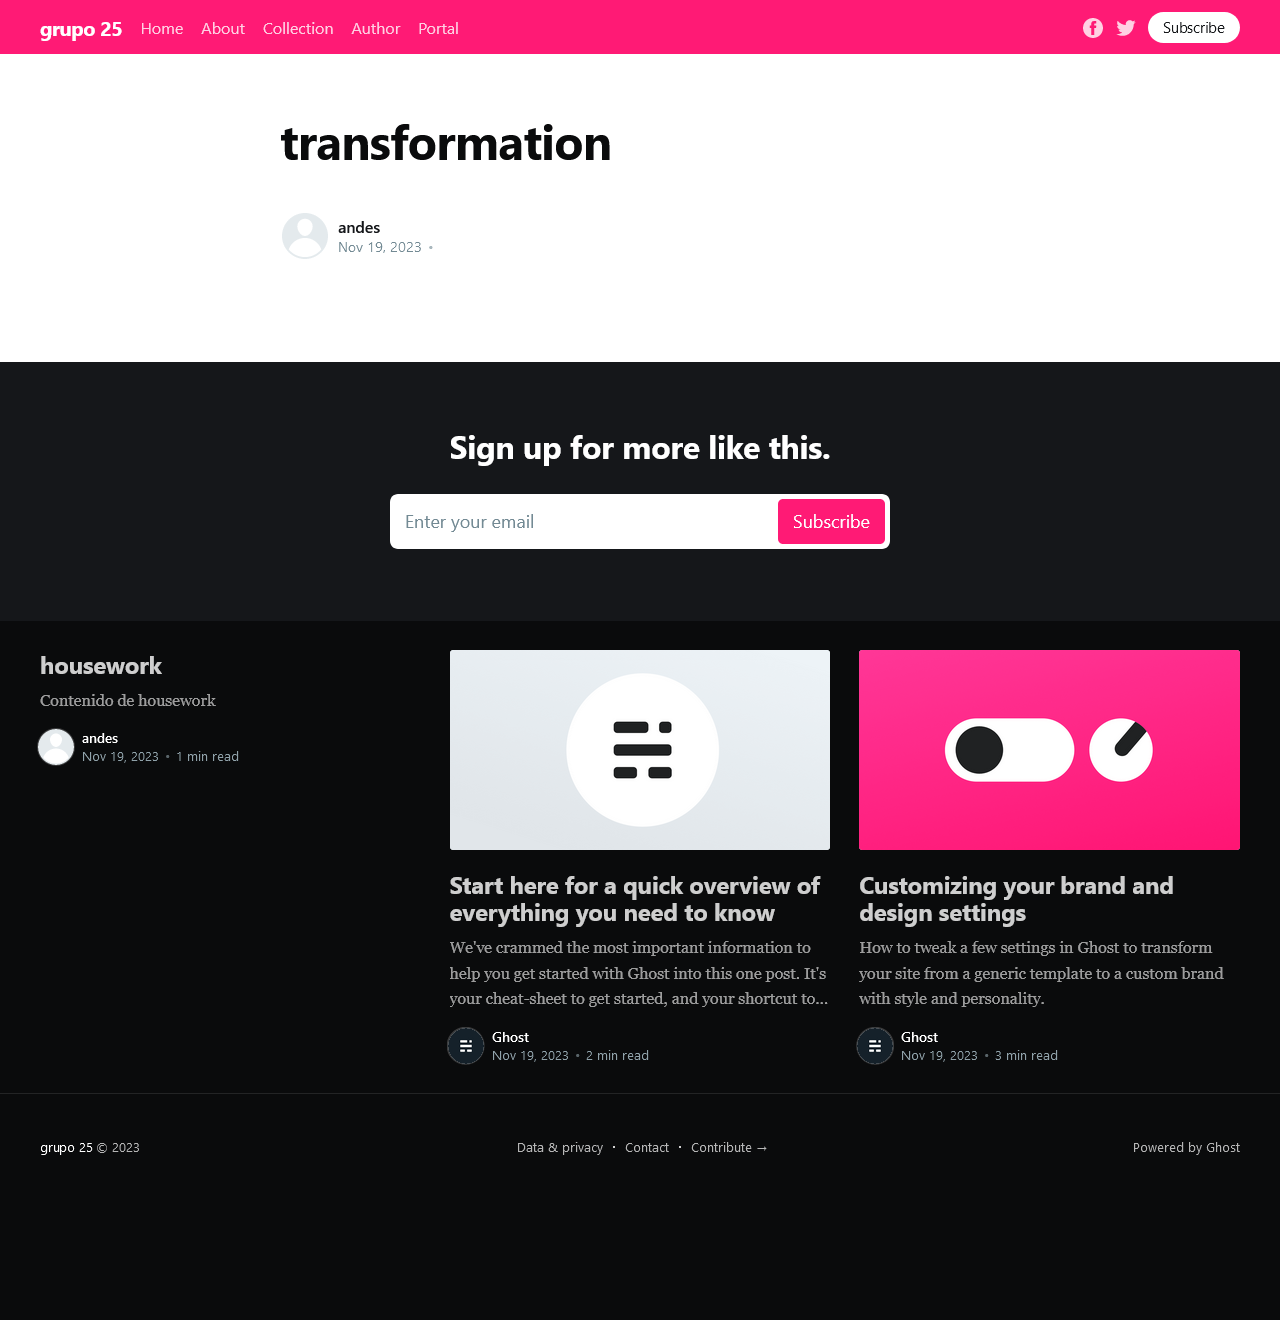 grupo 25 Home About Collection Author Portal Subscribe
transformation
andes
Nov 19, 2023 •
Sign up for more like this.
Enter your email Subscribe
housework
Contenido de housework
andes
Nov 19, 2023 • 1 min read
Start here for a quick overview of
everything you need to know
We've crammed the most important information to
help you get started with Ghost into this one post. It's
your cheat-sheet to get started, and your shortcut to...
Ghost
Nov 19, 2023 • 2 min read
Customizing your brand and
design settings
How to tweak a few settings in Ghost to transform
your site from a generic template to a custom brand
with style and personality.
Ghost
Nov 19, 2023 • 3 min read
grupo 25 © 2023
Data & privacy • Contact • Contribute →
Powered by Ghost